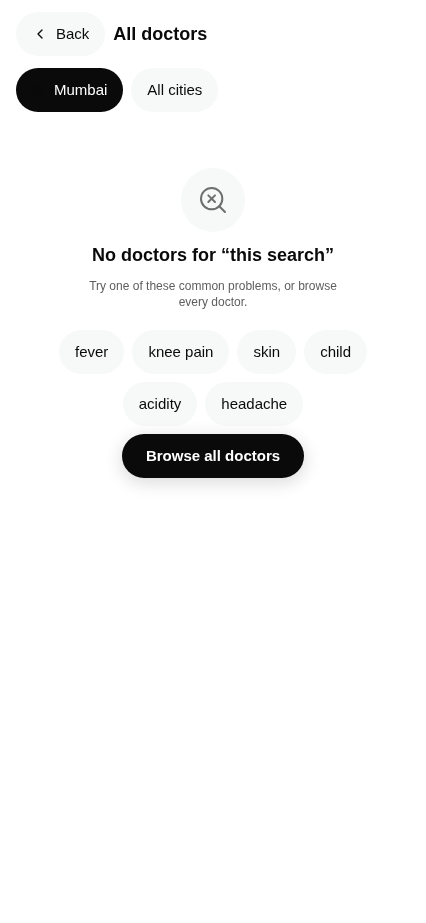 Back
All doctors
Mumbai
All cities
No doctors for “this search”
Try one of these common problems, or browse
every doctor.
fever
knee pain
skin
child
acidity
headache
Browse all doctors